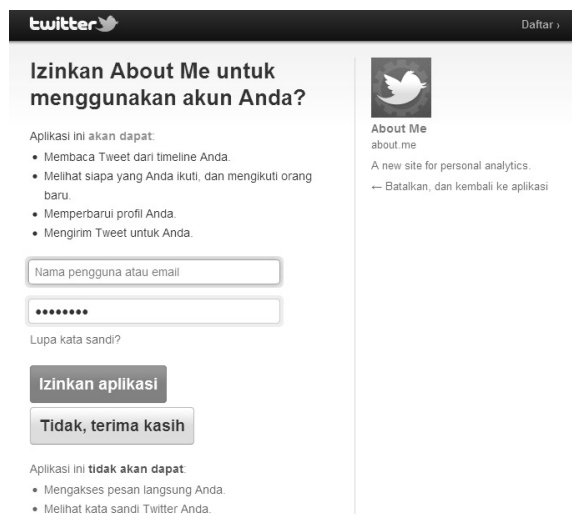 twitter
Daftar ›
Izinkan About Me untuk
menggunakan akun Anda?
Aplikasi ini akan dapat:
• Membaca Tweet dari timeline Anda.
• Melihat siapa yang Anda ikuti, dan mengikuti orang
baru.
• Memperbarui profil Anda.
• Mengirim Tweet untuk Anda.
Nama pengguna atau email
••••••••
Lupa kata sandi?
Izinkan aplikasi
Tidak, terima kasih
Aplikasi ini tidak akan dapat:
• Mengakses pesan langsung Anda.
• Melihat kata sandi Twitter Anda.
About Me
about.me
A new site for personal analytics.
← Batalkan, dan kembali ke aplikasi